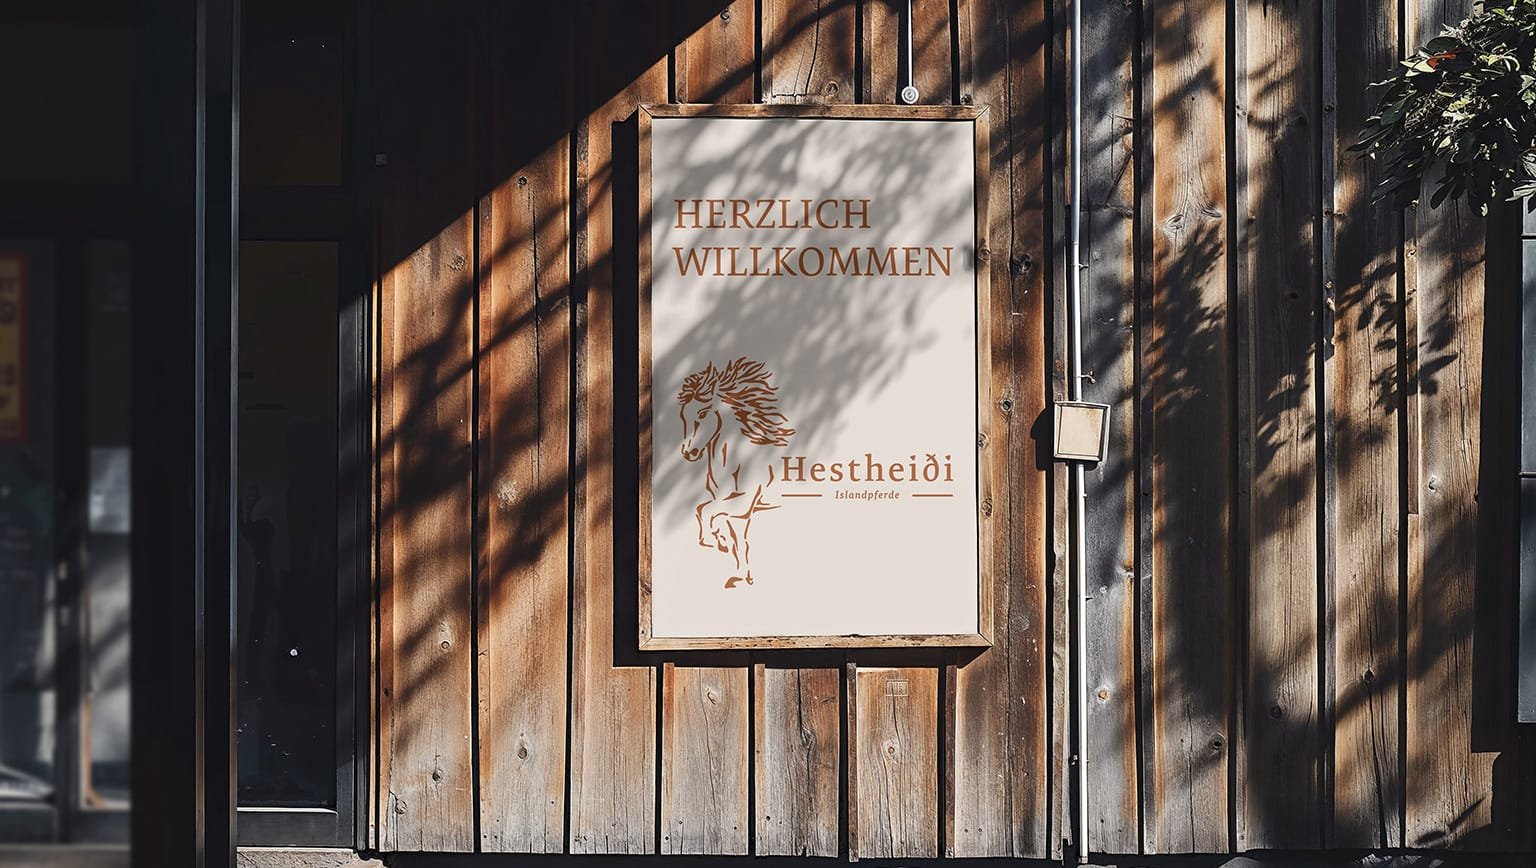 HERZLICH
WILLKOMMEN
Hestheiði
Islandpferde